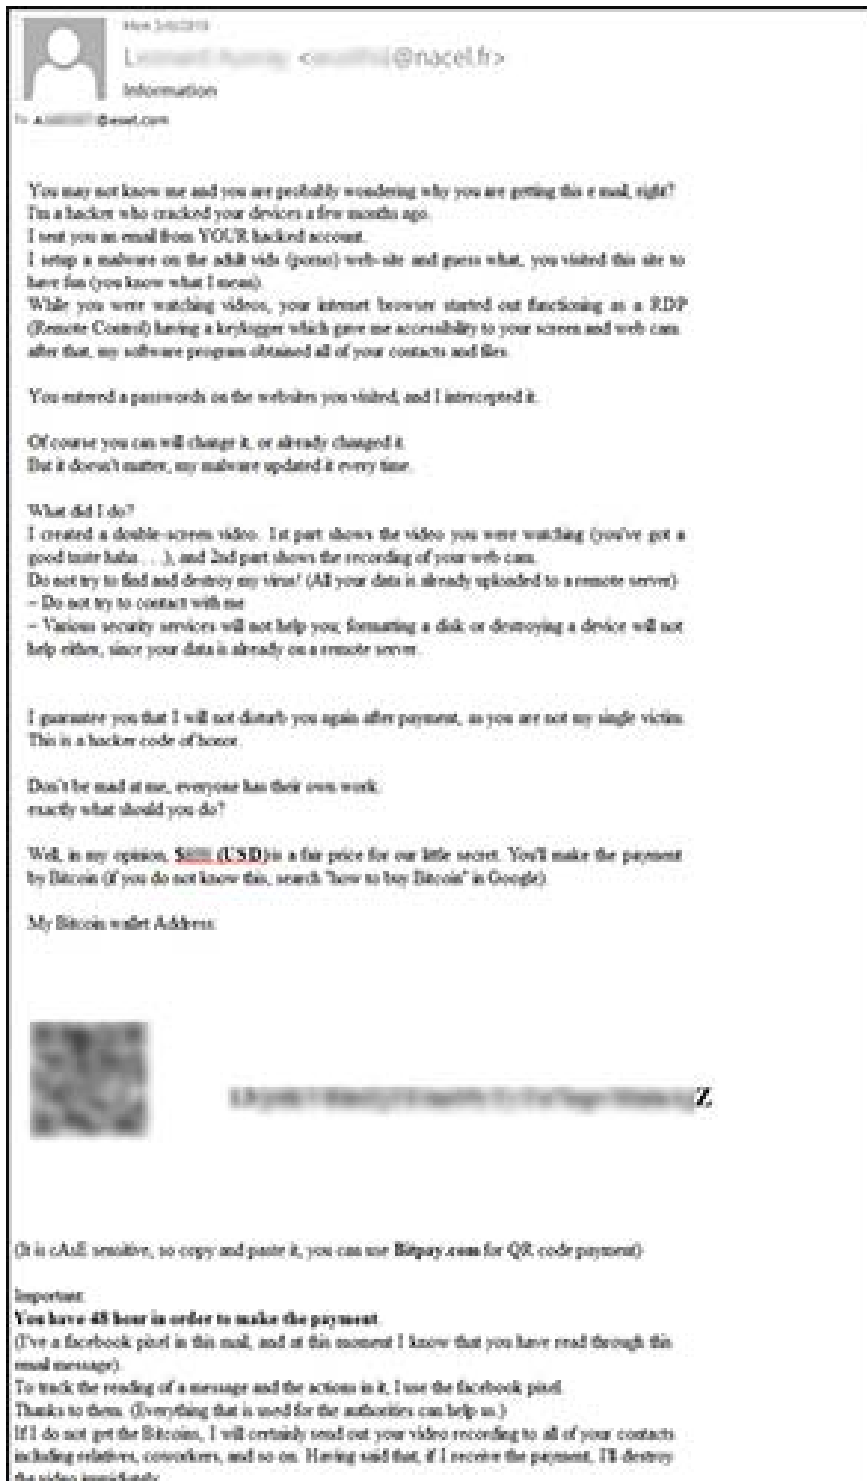 L <c @nacel.fr>
Information
@eset.com
You may not know me and you are probably wondering why you are getting this e mail, right?
I'm a hacker who cracked your devices a few months ago.
I sent you an email from YOUR hacked account.
I setup a malware on the adult vids (porno) web-site and guess what, you visited this site to
have fun (you know what I mean).
While you were watching videos, your internet browser started out functioning as a RDP
(Remote Control) having a keylogger which gave me accessibility to your screen and web cam.
after that, my software program obtained all of your contacts and files.
You entered a passwords on the websites you visited, and I intercepted it.
Of course you can will change it, or already changed it.
But it doesn't matter, my malware updated it every time.
What did I do?
I created a double-screen video. 1st part shows the video you were watching (you've got a
good taste haha . . .), and 2nd part shows the recording of your web cam.
Do not try to find and destroy my virus! (All your data is already uploaded to a remote server)
– Do not try to contact with me
– Various security services will not help you; formatting a disk or destroying a device will not
help either, since your data is already on a remote server.
I guarantee you that I will not disturb you again after payment, as you are not my single victim.
This is a hacker code of honor.
Don't be mad at me, everyone has their own work.
exactly what should you do?
Well, in my opinion, (USD) is a fair price for our little secret. You'll make the payment
by Bitcoin (if you do not know this, search "how to buy Bitcoin" in Google).
My Bitcoin wallet Address:
Z
(It is cAsE sensitive, so copy and paste it, you can use Bitpay.com for QR code payment)
Important:
You have 48 hour in order to make the payment.
(I've a facebook pixel in this mail, and at this moment I know that you have read through this
email message).
To track the reading of a message and the actions in it, I use the facebook pixel.
Thanks to them. (Everything that is used for the authorities can help us.)
If I do not get the Bitcoins, I will certainly send out your video recording to all of your contacts
including relatives, coworkers, and so on. Having said that, if I receive the payment, I'll destroy
the video immediately.